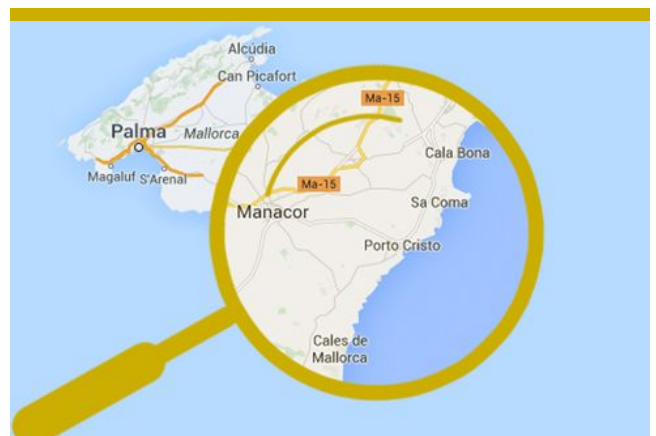 Alcúdia
Can Picafort
Ma-15
Palma
Mallorca
Cala Bona
Magaluf
S'Arenal
Ma-15
Sa Coma
Manacor
Porto Cristo
Cales de
Mallorca